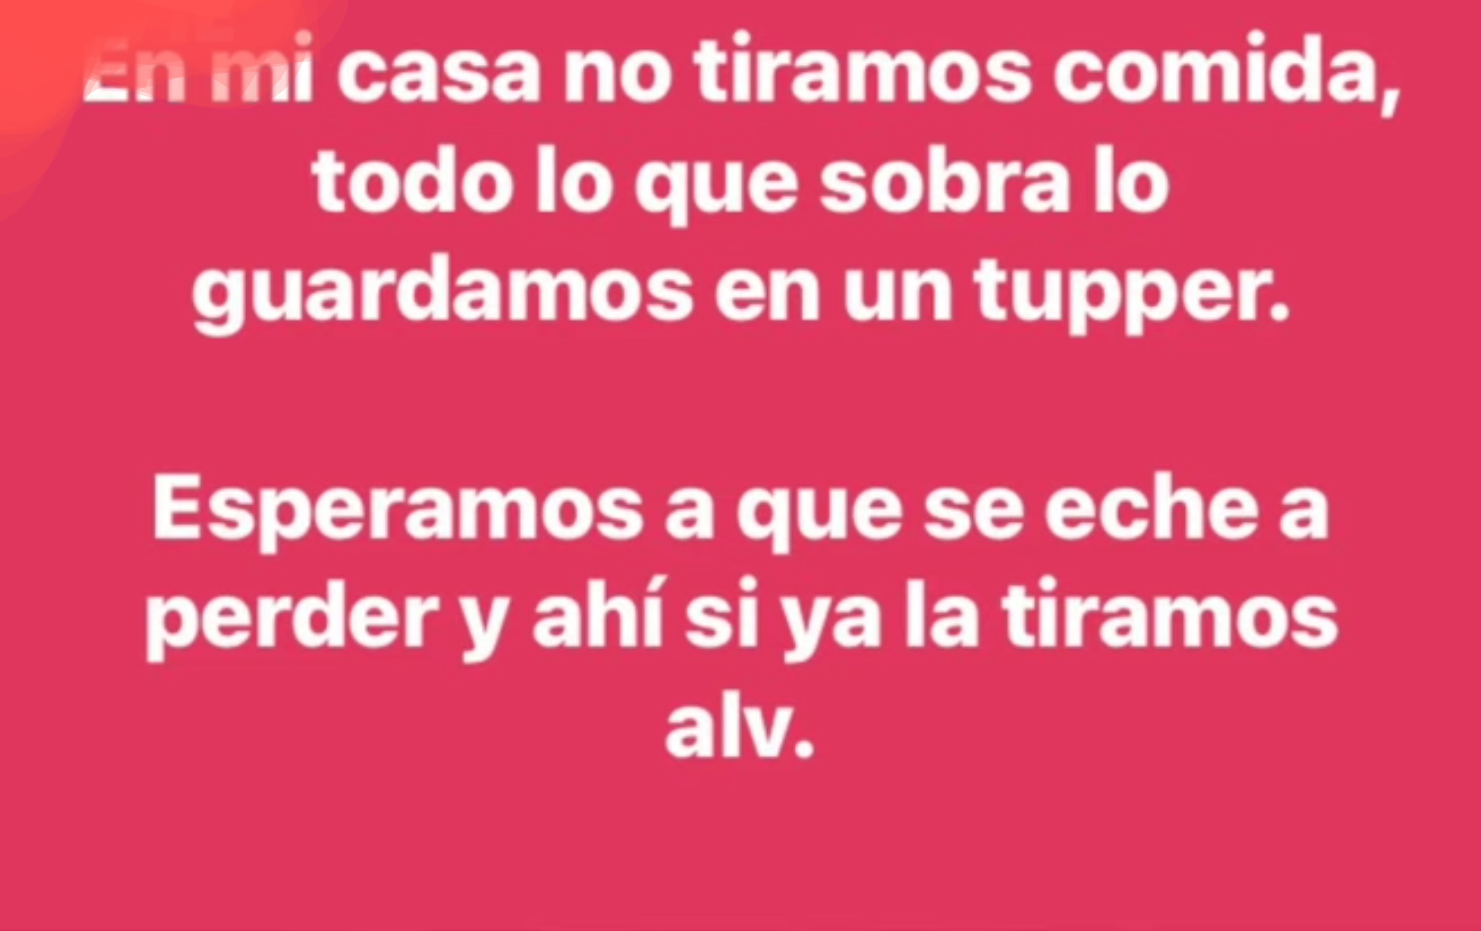 En mi casa no tiramos comida,
todo lo que sobra lo
guardamos en un tupper.
Esperamos a que se eche a
perder y ahí si ya la tiramos
alv.